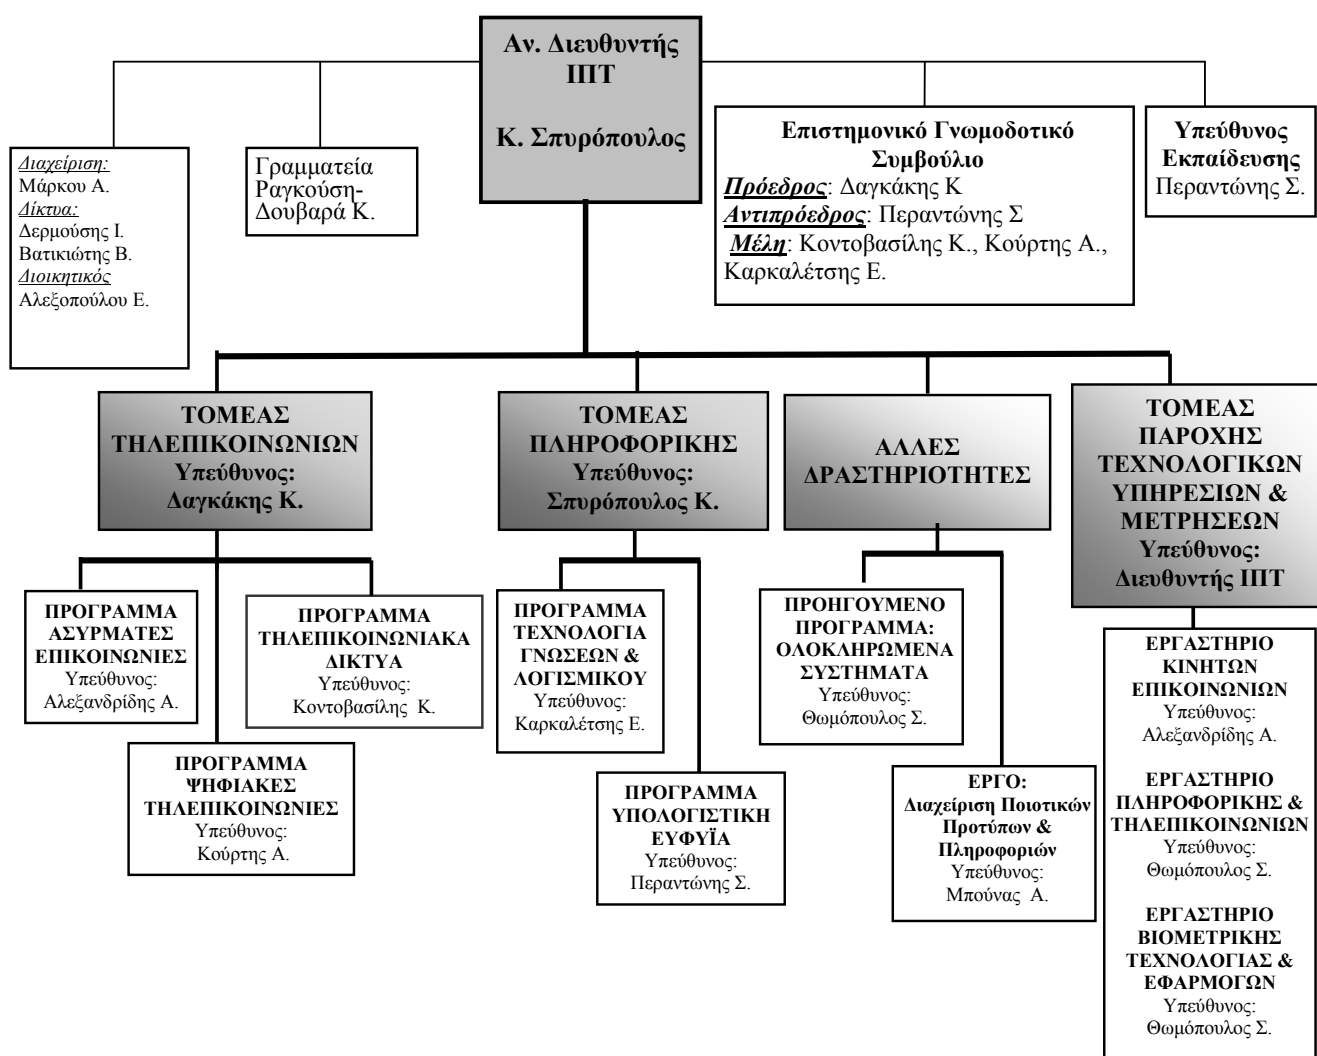 Αν. Διευθυντής
ΙΠΤ
Κ. Σπυρόπουλος
Διαχείριση:
Μάρκου Α.
Δίκτυα:
Δερμούσης Ι.
Βατικιώτης Β.
Διοικητικός
Αλεξοπούλου Ε.
Γραμματεία
Ραγκούση-
Δουβαρά Κ.
Επιστημονικό Γνωμοδοτικό
Συμβούλιο
Πρόεδρος: Δαγκάκης Κ
Αντιπρόεδρος: Περαντώνης Σ
Μέλη: Κοντοβασίλης Κ., Κούρτης Α.,
Καρκαλέτσης Ε.
Υπεύθυνος
Εκπαίδευσης
Περαντώνης Σ.
ΤΟΜΕΑΣ
ΤΗΛΕΠΙΚΟΙΝΩΝΙΩΝ
Υπεύθυνος:
Δαγκάκης Κ.
ΤΟΜΕΑΣ
ΠΛΗΡΟΦΟΡΙΚΗΣ
Υπεύθυνος:
Σπυρόπουλος Κ.
ΑΛΛΕΣ
ΔΡΑΣΤΗΡΙΟΤΗΤΕΣ
ΤΟΜΕΑΣ
ΠΑΡΟΧΗΣ
ΤΕΧΝΟΛΟΓΙΚΩΝ
ΥΠΗΡΕΣΙΩΝ &
ΜΕΤΡΗΣΕΩΝ
Υπεύθυνος:
Διευθυντής ΙΠΤ
ΠΡΟΓΡΑΜΜΑ
ΑΣΥΡΜΑΤΕΣ
ΕΠΙΚΟΙΝΩΝΙΕΣ
Υπεύθυνος:
Αλεξανδρίδης Α.
ΠΡΟΓΡΑΜΜΑ
ΤΗΛΕΠΙΚΟΙΝΩΝΙΑΚΑ
ΔΙΚΤΥΑ
Υπεύθυνος:
Κοντοβασίλης Κ.
ΠΡΟΓΡΑΜΜΑ
ΨΗΦΙΑΚΕΣ
ΤΗΛΕΠΙΚΟΙΝΩΝΙΕΣ
Υπεύθυνος:
Κούρτης Α.
ΠΡΟΓΡΑΜΜΑ
ΤΕΧΝΟΛΟΓΙΑ
ΓΝΩΣΕΩΝ &
ΛΟΓΙΣΜΙΚΟΥ
Υπεύθυνος:
Καρκαλέτσης Ε.
ΠΡΟΓΡΑΜΜΑ
ΥΠΟΛΟΓΙΣΤΙΚΗ
ΕΥΦΥΪΑ
Υπεύθυνος:
Περαντώνης Σ.
ΠΡΟΗΓΟΥΜΕΝΟ
ΠΡΟΓΡΑΜΜΑ:
ΟΛΟΚΛΗΡΩΜΕΝΑ
ΣΥΣΤΗΜΑΤΑ
Υπεύθυνος:
Θωμόπουλος Σ.
ΕΡΓΟ:
Διαχείριση Ποιοτικών
Προτύπων &
Πληροφοριών
Υπεύθυνος:
Μπούνας Α.
ΕΡΓΑΣΤΗΡΙΟ
ΚΙΝΗΤΩΝ
ΕΠΙΚΟΙΝΩΝΙΩΝ
Υπεύθυνος:
Αλεξανδρίδης Α.
ΕΡΓΑΣΤΗΡΙΟ
ΠΛΗΡΟΦΟΡΙΚΗΣ &
ΤΗΛΕΠΙΚΟΙΝΩΝΙΩΝ
Υπεύθυνος:
Θωμόπουλος Σ.
ΕΡΓΑΣΤΗΡΙΟ
ΒΙΟΜΕΤΡΙΚΗΣ
ΤΕΧΝΟΛΟΓΙΑΣ &
ΕΦΑΡΜΟΓΩΝ
Υπεύθυνος:
Θωμόπουλος Σ.